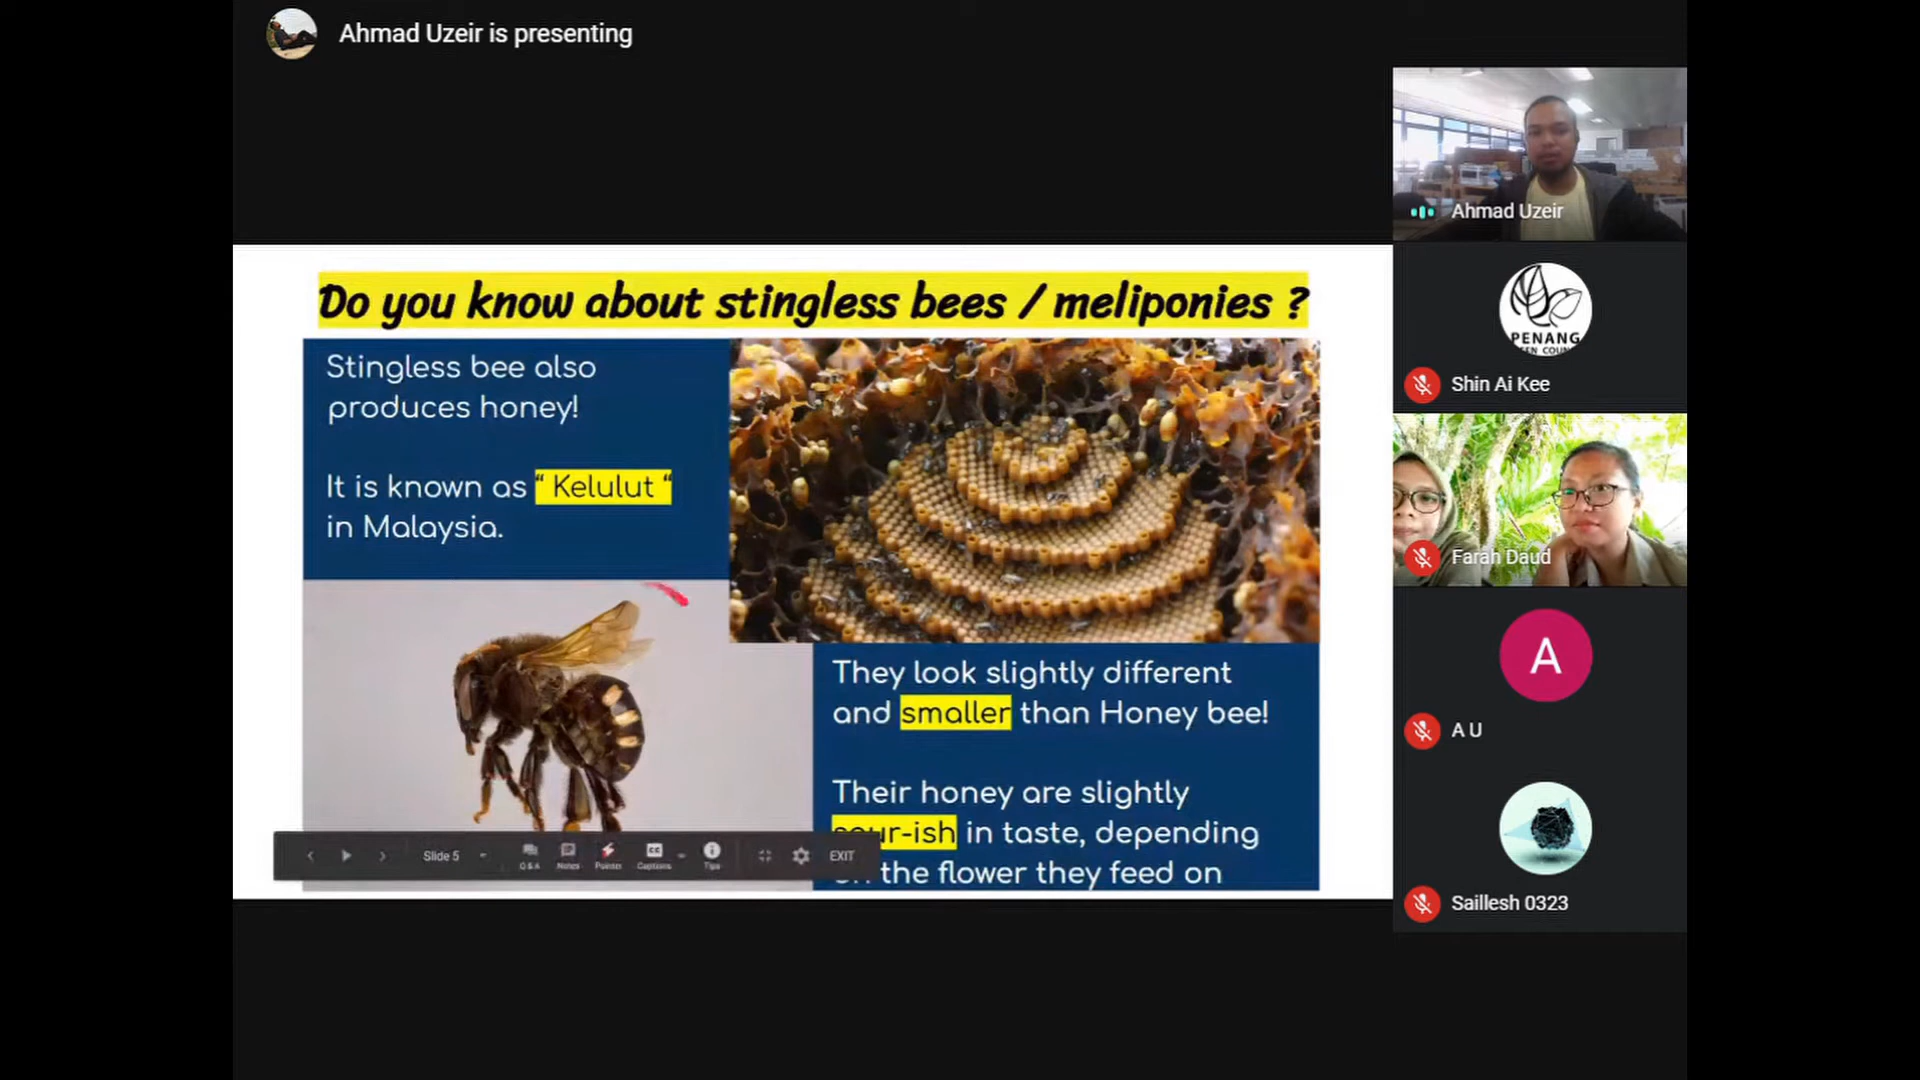 Ahmad Uzeir is presenting
Do you know about stingless bees / meliponies ?
Stingless bee also
produces honey!
It is known as “ Kelulut “
in Malaysia.
They look slightly different
and smaller than Honey bee!
Their honey are slightly
sour-ish in taste, depending
on the flower they feed on
Slide 5
Q&A
Notes
Pointer
Captions
Tips
EXIT
Ahmad Uzeir
PENANG
Shin Ai Kee
Farah Daud
A
A U
Saillesh 0323